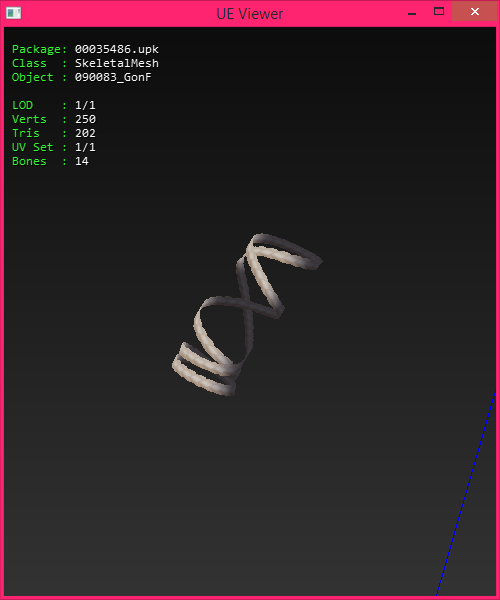 UE Viewer
Package: 00035486.upk
Class  : SkeletalMesh
Object : 090083_GonF
LOD    : 1/1
Verts  : 250
Tris   : 202
UV Set : 1/1
Bones  : 14